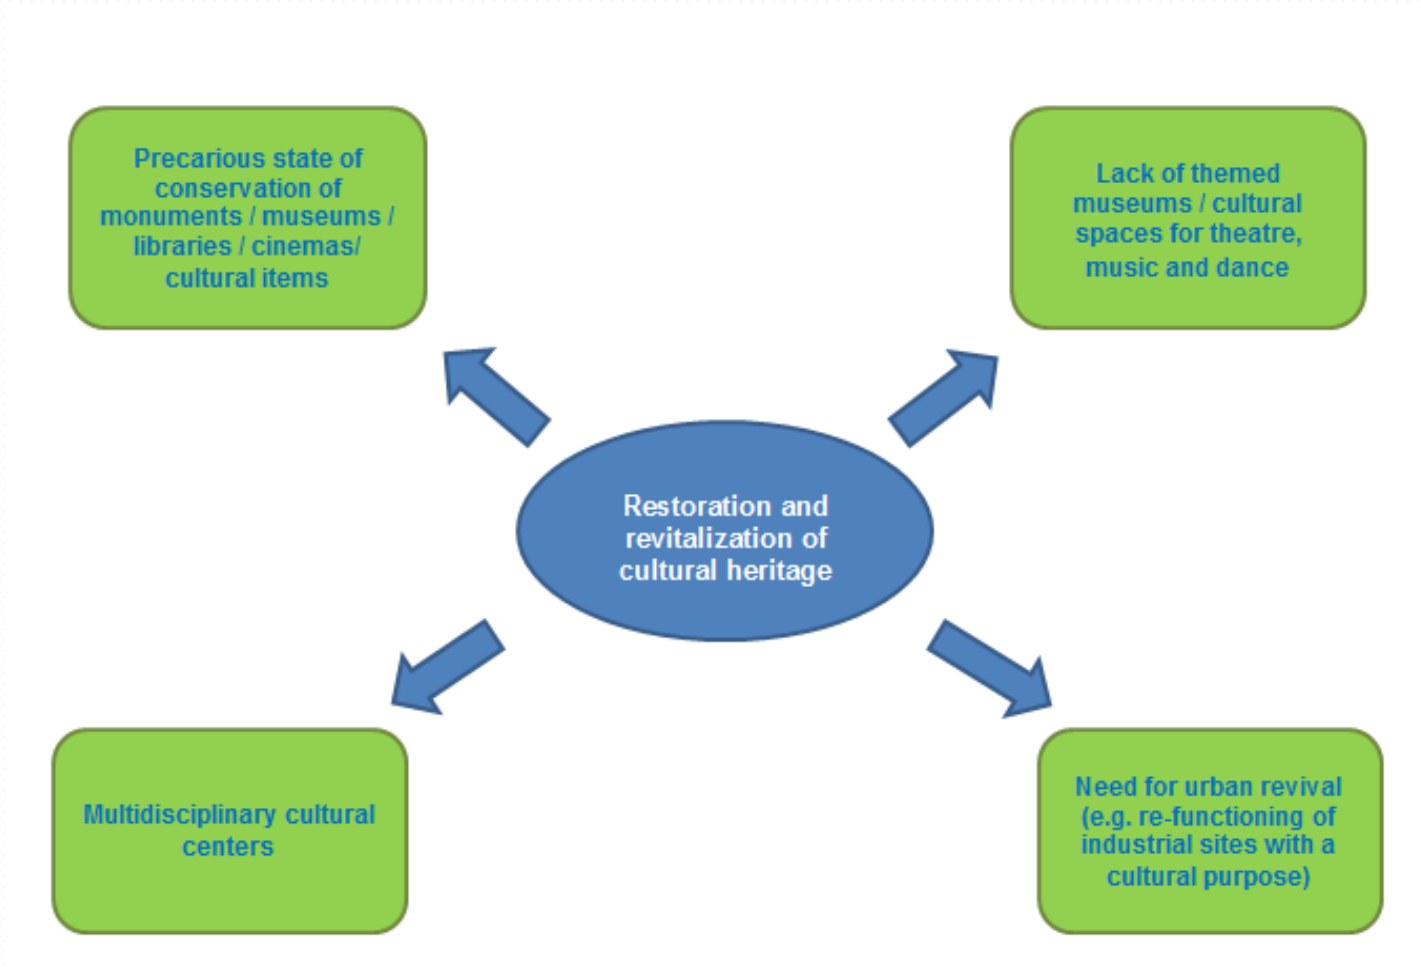 Precarious state of
conservation of
monuments / museums /
libraries / cinemas/
cultural items
Lack of themed
museums / cultural
spaces for theatre,
music and dance
Restoration and
revitalization of
cultural heritage
Multidisciplinary cultural
centers
Need for urban revival
(e.g. re-functioning of
industrial sites with a
cultural purpose)